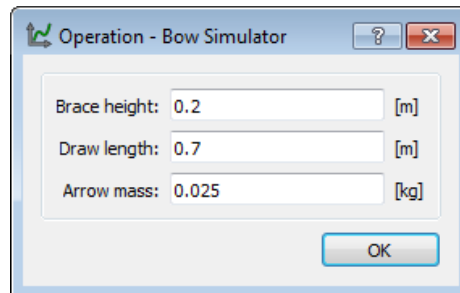 Operation - Bow Simulator ?
Brace height: 0.2 [m]
Draw length: 0.7 [m]
Arrow mass: 0.025 [kg]
OK